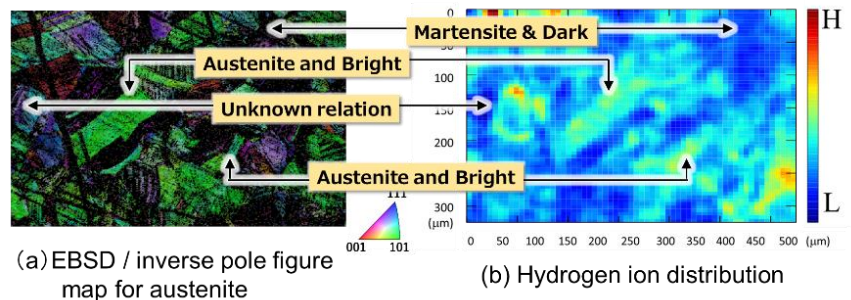 Martensite & Dark
Austenite and Bright
Unknown relation
Austenite and Bright
001
101
(a) EBSD / inverse pole figure
map for austenite
0
100
150
200
250
300
(μm)
0
50
100
150
200
250
300
350
400
450
500
(μm)
H
L
(b) Hydrogen ion distribution